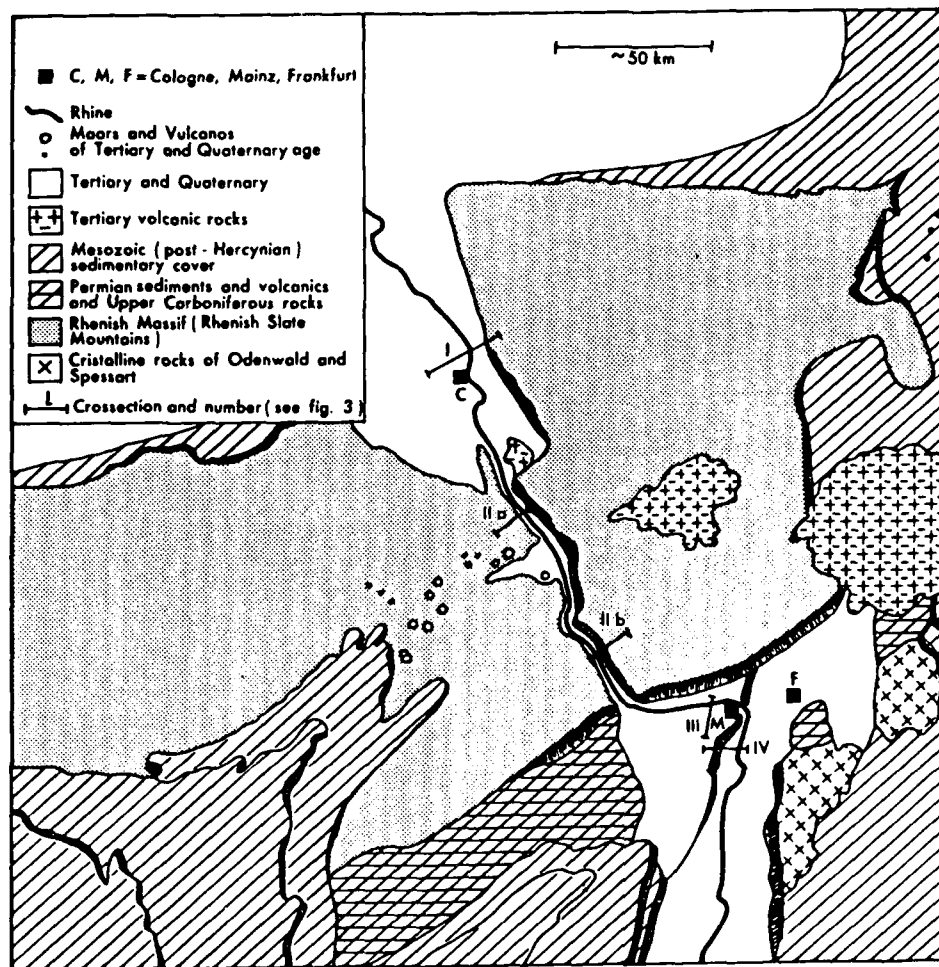 C, M, F = Cologne, Mainz, Frankfurt
Rhine
Maars and Vulcanos
of Tertiary and Quaternary age
Tertiary and Quaternary
Tertiary volcanic rocks
Mesozoic ( post - Hercynian )
sedimentary cover
Permian sediments and volcanics
and Upper Carboniferous rocks
Rhenish Massif ( Rhenish Slate
Mountains )
Cristalline rocks of Odenwald and
Spessart
I Crossection and number ( see fig. 3 )
~ 50 km
I
C
II a
II b
F
III M
IV